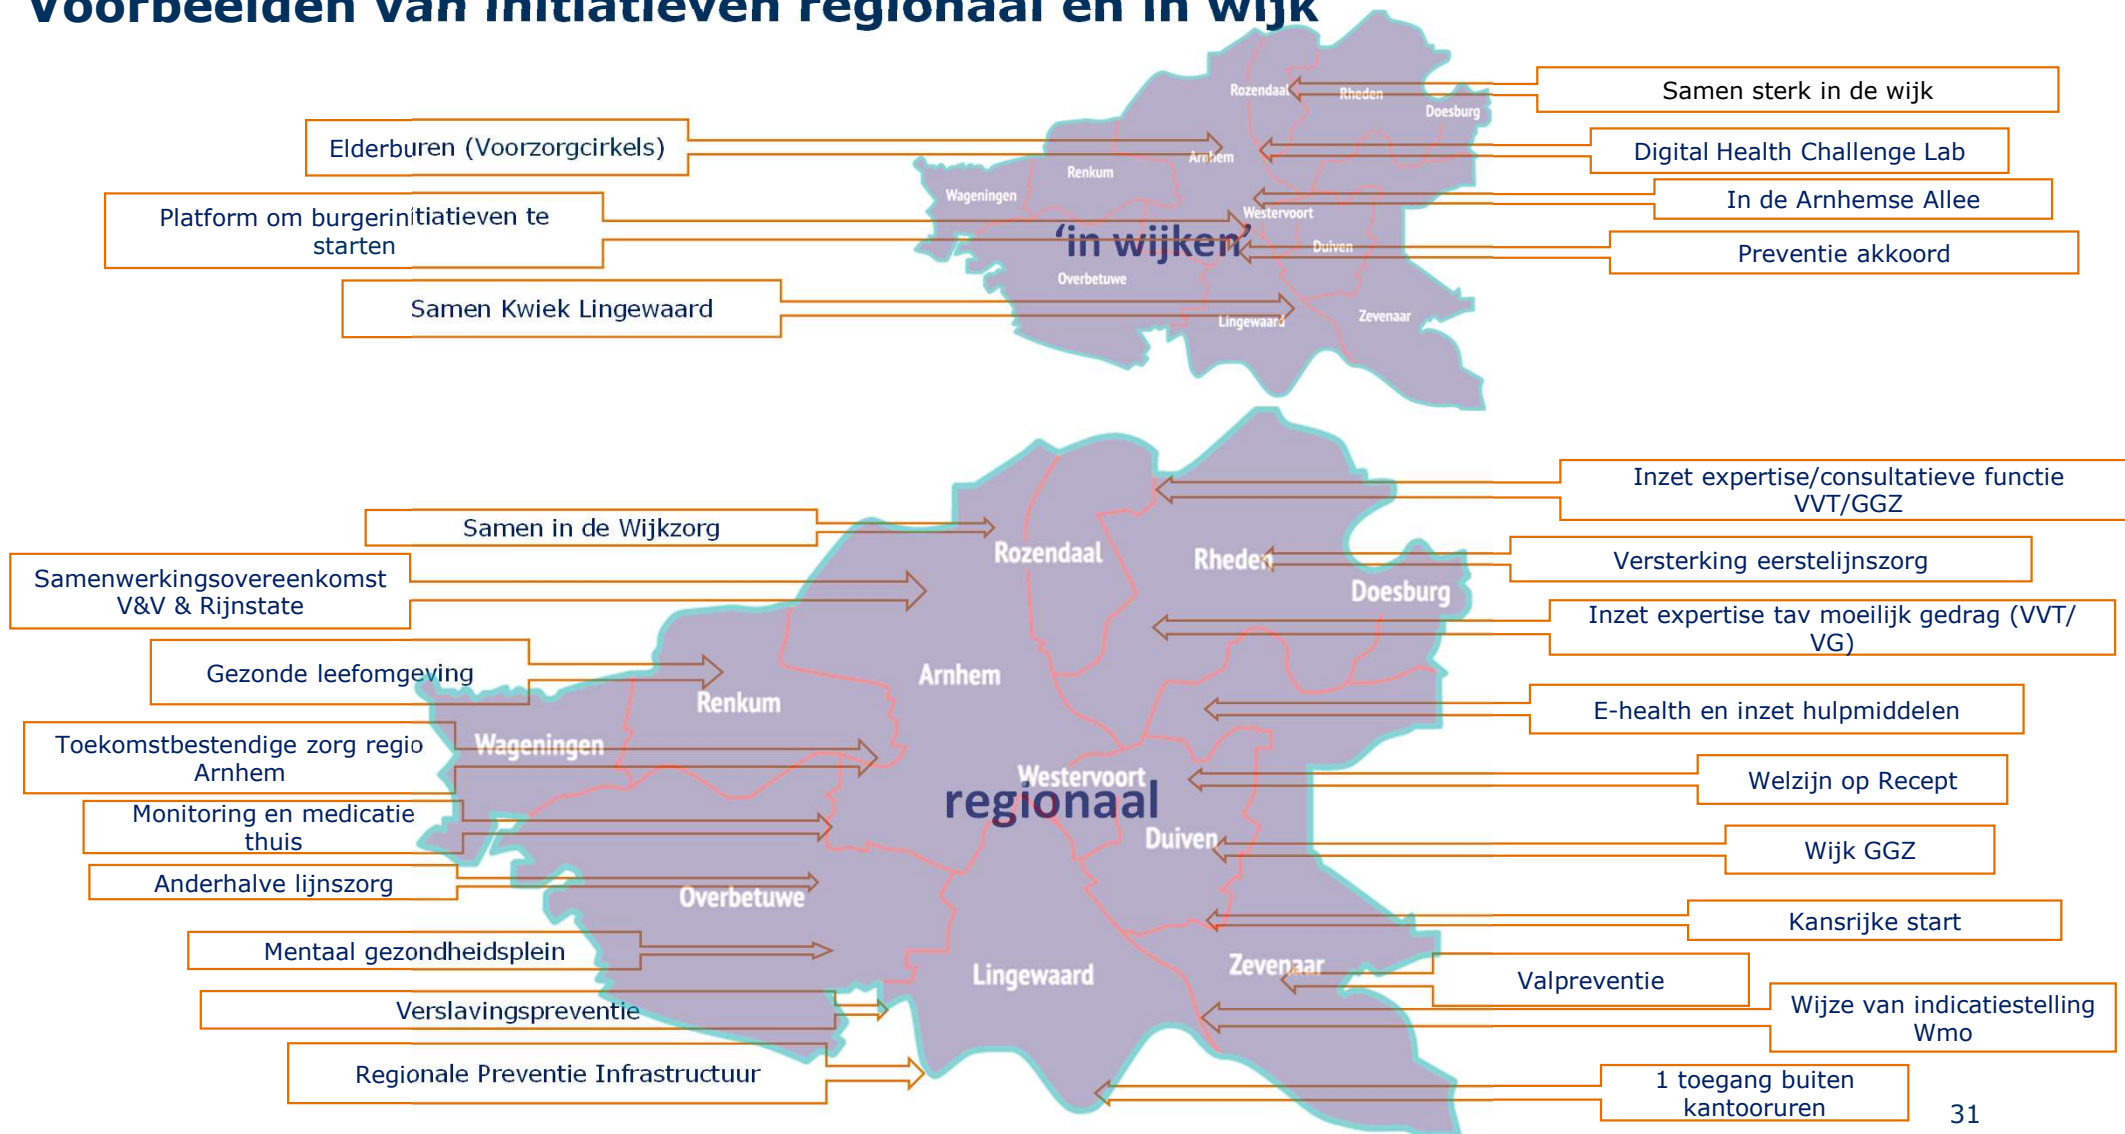 Voorbeelden van initiatieven regionaal en in wijk
Samen sterk in de wijk
Elderburen (Voorzorgcirkels)
Digital Health Challenge Lab
Platform om burgerinitiatieven te
starten
In de Arnhemse Allee
Preventie akkoord
Samen Kwiek Lingewaard
Rozendaal
Rheden
Doesburg
Arnhem
Renkum
Wageningen
Westervoort
‘in wijken’
Duiven
Overbetuwe
Lingewaard
Zevenaar
Samen in de Wijkzorg
Samenwerkingsovereenkomst
V&V & Rijnstate
Gezonde leefomgeving
Toekomstbestendige zorg regio
Arnhem
Monitoring en medicatie
thuis
Anderhalve lijnszorg
Mentaal gezondheidsplein
Verslavingspreventie
Regionale Preventie Infrastructuur
Rozendaal
Rheden
Doesburg
Arnhem
Renkum
Wageningen
Westervoort
regionaal
Duiven
Overbetuwe
Lingewaard
Zevenaar
Inzet expertise/consultatieve functie
VVT/GGZ
Versterking eerstelijnszorg
Inzet expertise tav moeilijk gedrag (VVT/
VG)
E-health en inzet hulpmiddelen
Welzijn op Recept
Wijk GGZ
Kansrijke start
Valpreventie
Wijze van indicatiestelling
Wmo
1 toegang buiten
kantooruren
31